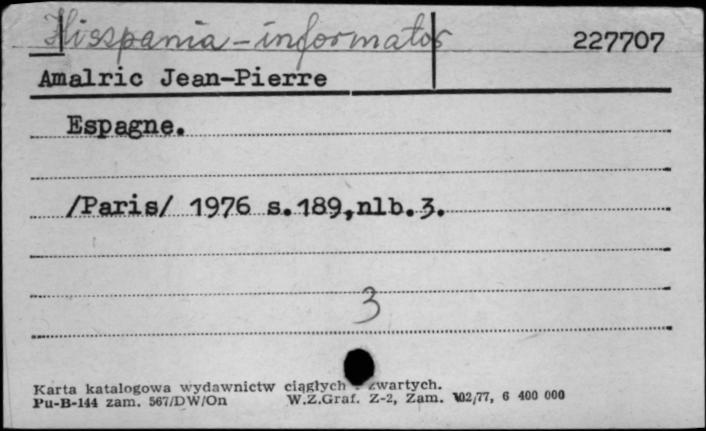 Hisspania-informator 227707
Amalric Jean-Pierre
Espagne.
/Paris/ 1976 s.189,nlb.3.
3
Karta katalogowa wydawnictw ciągłych zwartych.
Pu-B-144 zam. 567/DW/On W.Z.Graf. Z-2, Zam. 102/77, 6 400 000